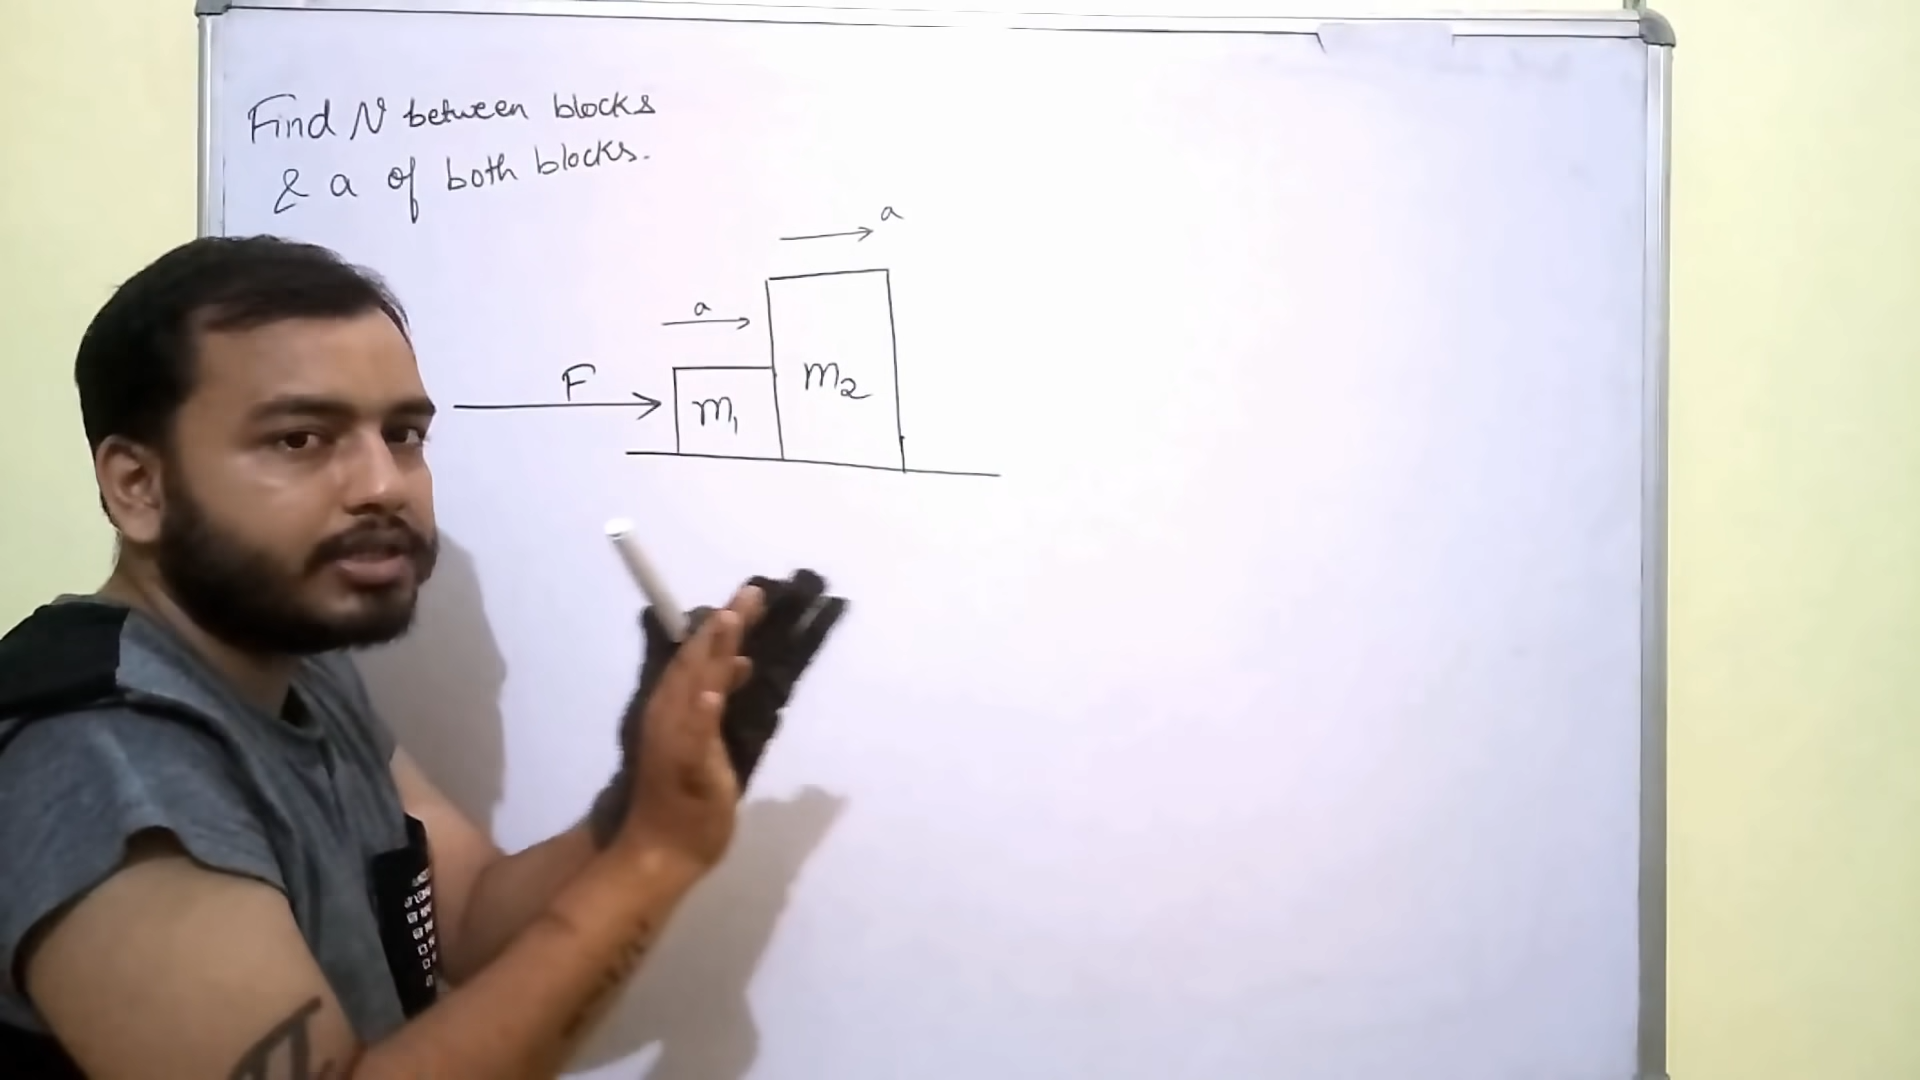 Find N between blocks
& a of both blocks.
a
a
F
m₁
m₂